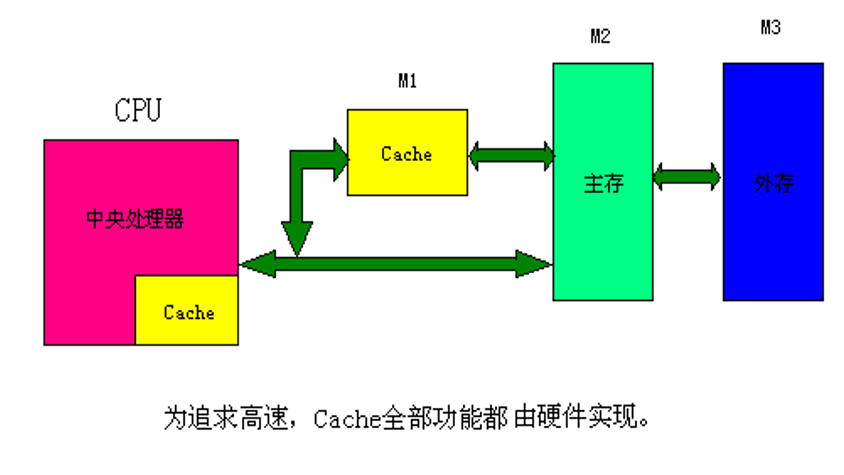 M3
M2
M1
CPU
Cache
主存
外存
中央处理器
Cache
为追求高速，Cache全部功能都由硬件实现。